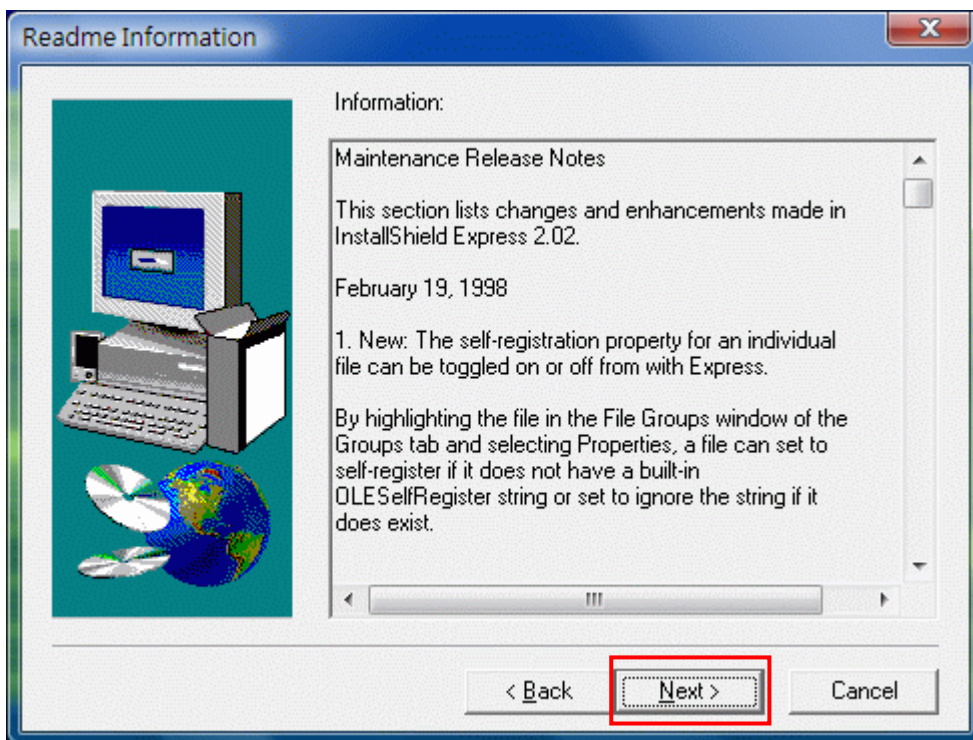 Readme Information
Information:
Maintenance Release Notes
This section lists changes and enhancements made in
InstallShield Express 2.02.
February 19, 1998
1. New: The self-registration property for an individual
file can be toggled on or off from with Express.
By highlighting the file in the File Groups window of the
Groups tab and selecting Properties, a file can set to
self-register if it does not have a built-in
OLESelfRegister string or set to ignore the string if it
does exist.
< Back
Next >
Cancel